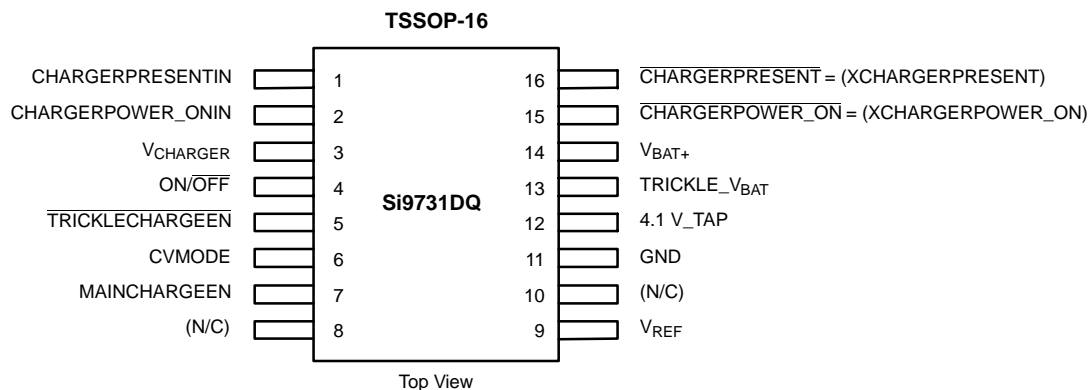 TSSOP-16
CHARGERPRESENTIN 1 16 CHARGERPRESENT = (XCHARGERPRESENT)
CHARGERPOWER_ONIN 2 15 CHARGERPOWER_ON = (XCHARGERPOWER_ON)
VCHARGER 3 14 VBAT+
ON/OFF 4 13 TRICKLE_VBAT
Si9731DQ
TRICKLECHARGEEN 5 12 4.1 V_TAP
CVMODE 6 11 GND
MAINCHARGEEN 7 10 (N/C)
(N/C) 8 9 VREF
Top View